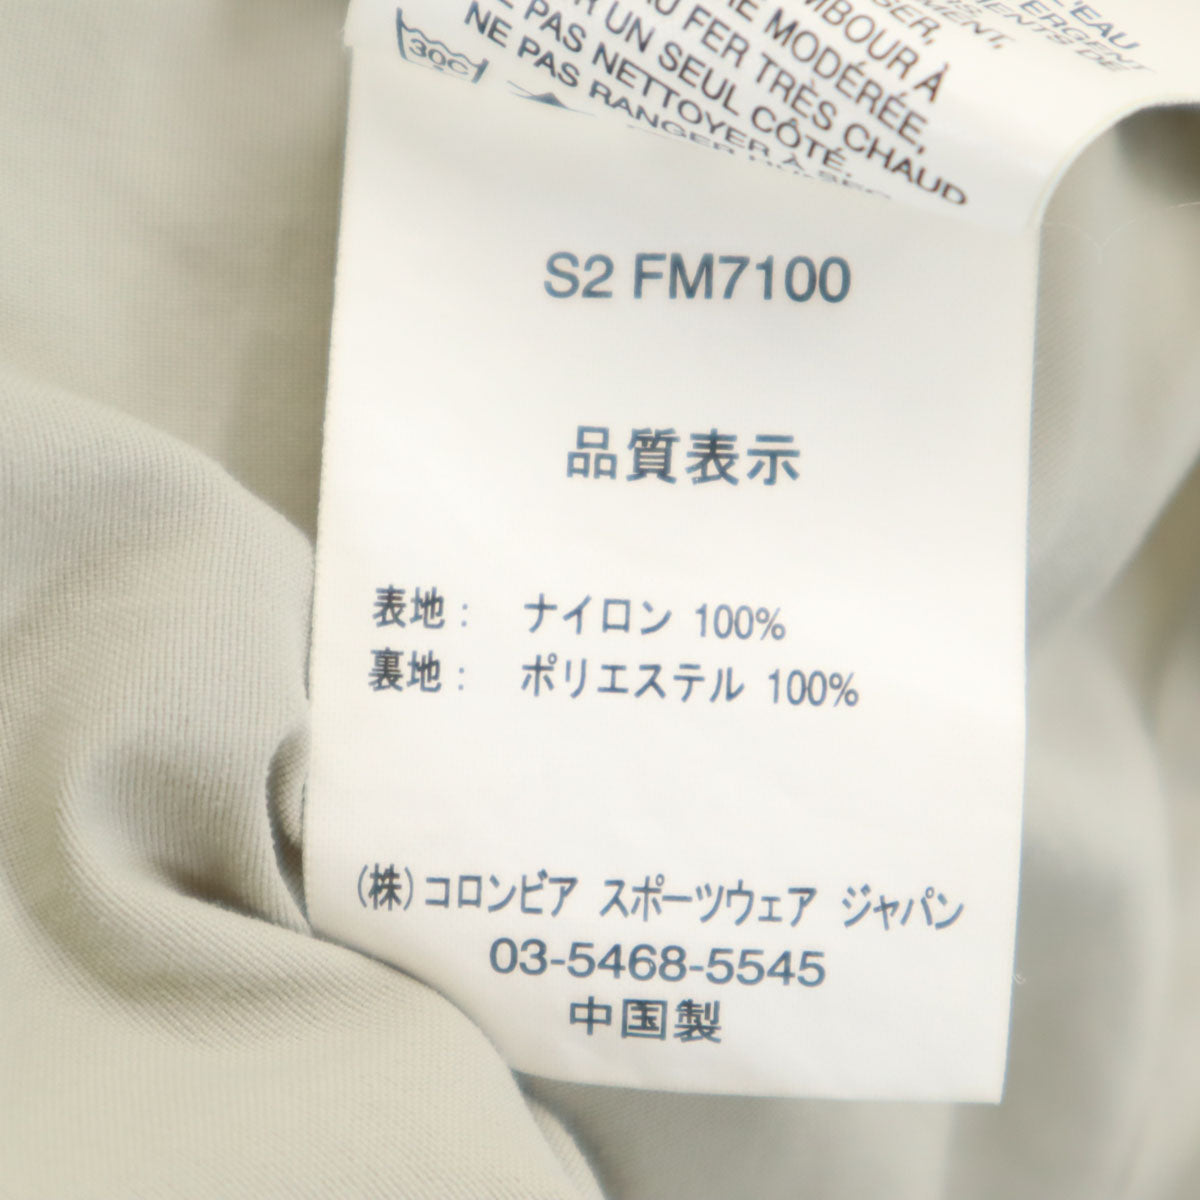 L'EAU
MODÉRÉE,
AU FER TRÈS CHAUD
UN SEUL CÔTÉ.
PAS NETTOYER À
NE PAS RANGER
30C
S2 FM7100
品質表示
表地： ナイロン 100%
裏地： ポリエステル 100%
(株)コロンビア スポーツウェア ジャパン
03-5468-5545
中国製